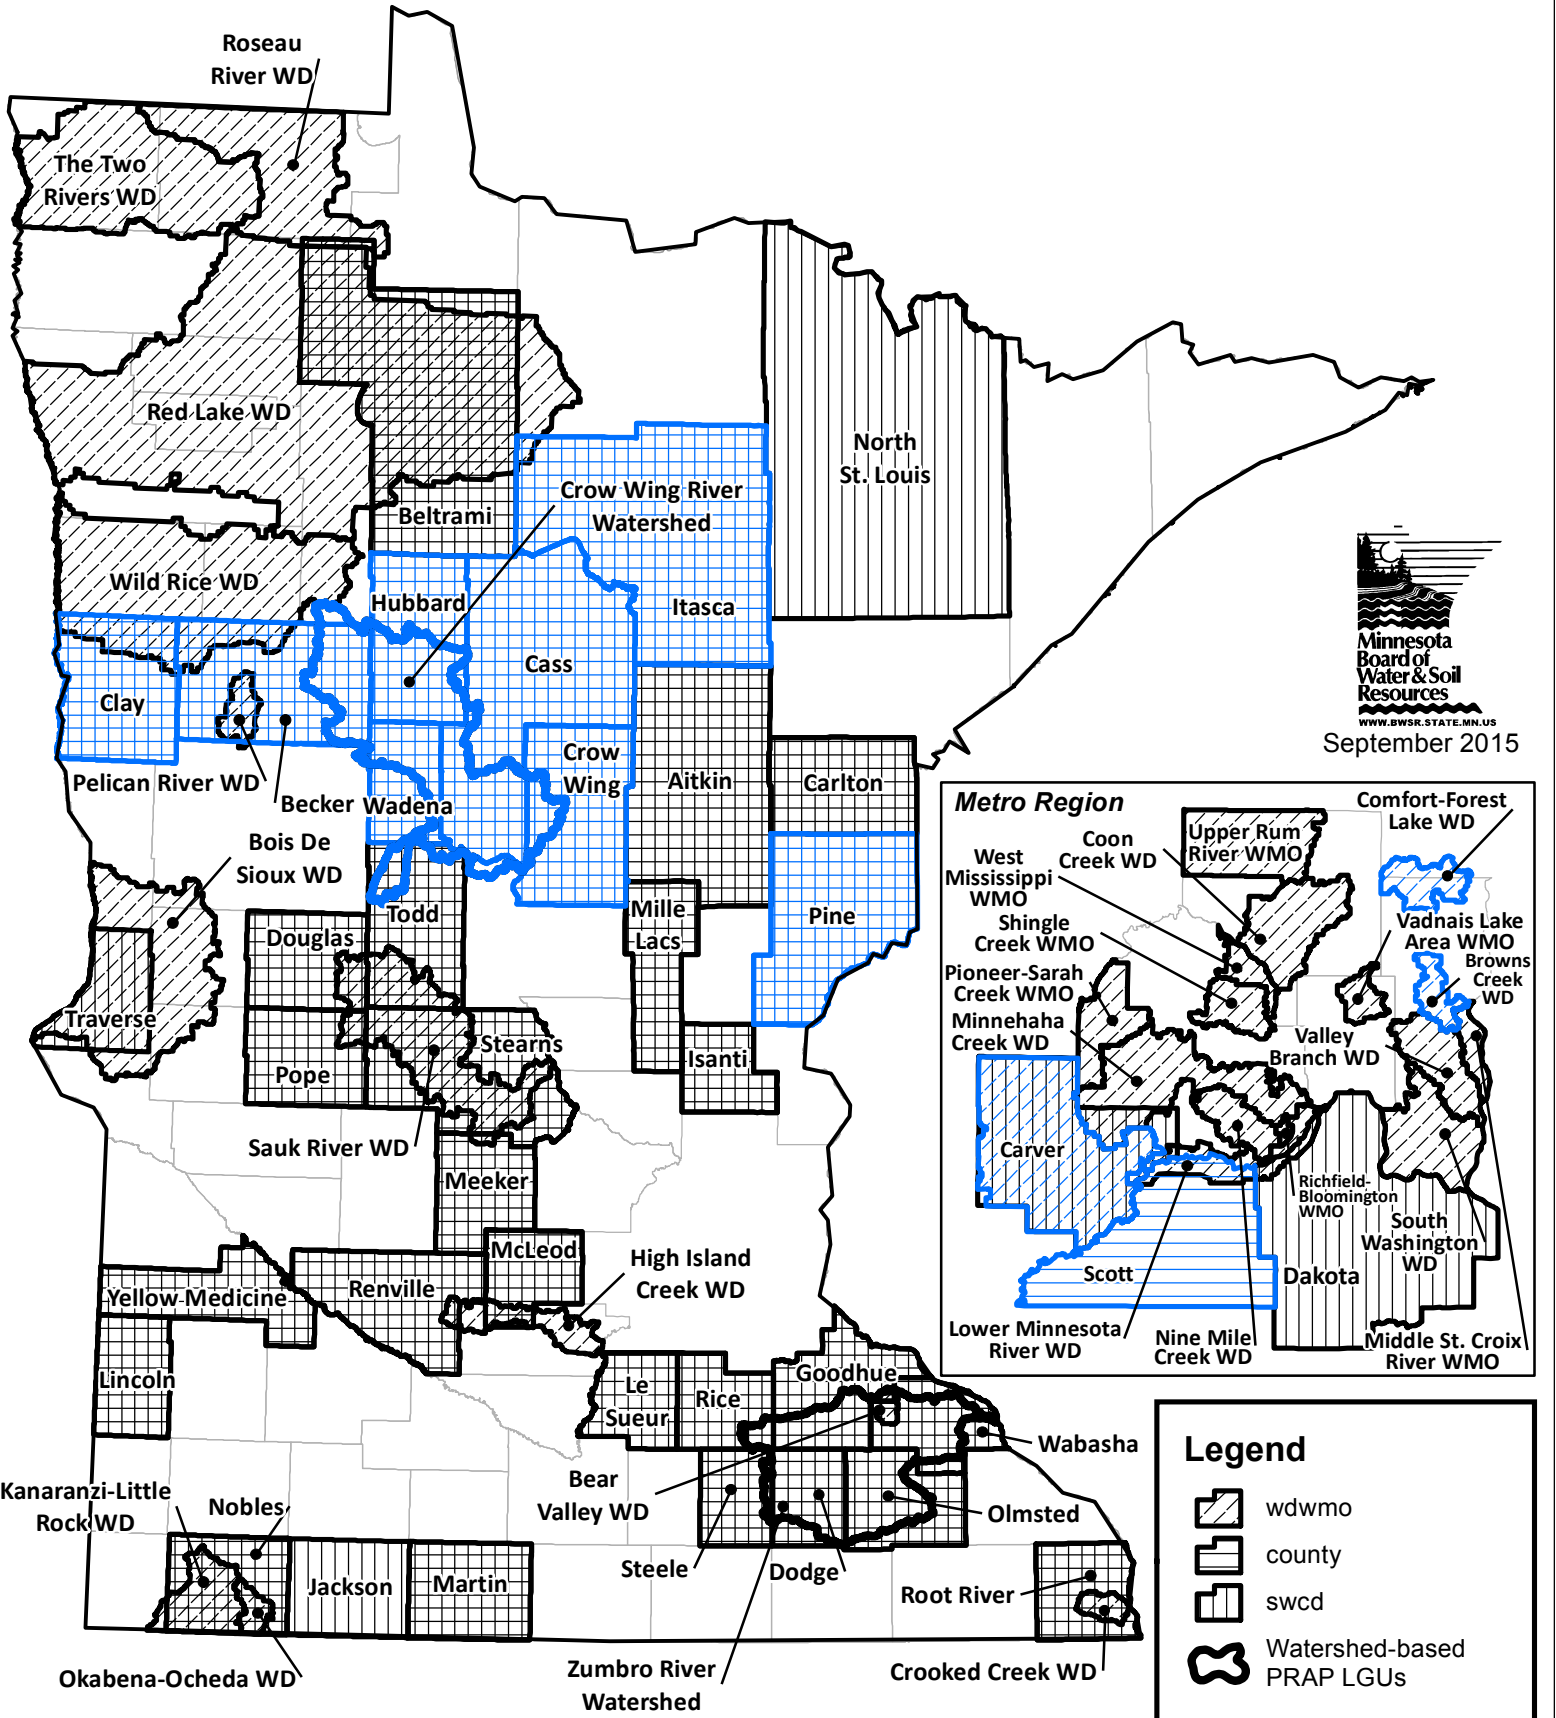 Roseau
River WD
The Two
Rivers WD
Red Lake WD
North
St. Louis
Crow Wing River
Watershed
Beltrami
Wild Rice WD
Hubbard
Itasca
Cass
Clay
Crow
Wing
Pelican River WD
Becker
Wadena
Aitkin
Carlton
Bois De
Sioux WD
Todd
Mille
Lacs
Pine
Douglas
Traverse
Stearns
Isanti
Pope
Sauk River WD
Meeker
McLeod
High Island
Creek WD
Renville
Yellow Medicine
Lincoln
Le
Sueur
Rice
Goodhue
Wabasha
Bear
Valley WD
Olmsted
Kanaranzi-Little
Rock WD
Nobles
Steele
Dodge
Jackson
Martin
Root River
Okabena-Ocheda WD
Zumbro River
Watershed
Crooked Creek WD
Minnesota
Board of
Water & Soil
Resources
WWW.BWSR.STATE.MN.US
September 2015
Metro Region
Comfort-Forest
Lake WD
Upper Rum
River WMO
Coon
Creek WD
West
Mississippi
WMO
Shingle
Creek WMO
Vadnais Lake
Area WMO
Browns
Creek
WD
Pioneer-Sarah
Creek WMO
Minnehaha
Creek WD
Valley
Branch WD
Carver
Richfield-
Bloomington
WMO
South
Washington
WD
Scott
Dakota
Lower Minnesota
River WD
Nine Mile
Creek WD
Middle St. Croix
River WMO
Legend
wdwmo
county
swcd
Watershed-based
PRAP LGUs